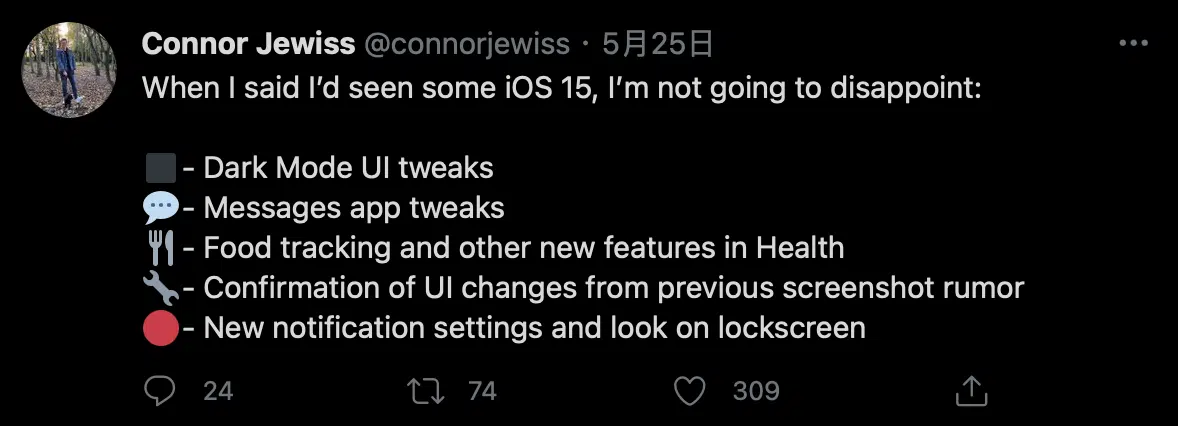 Connor Jewiss @connorjewiss · 5月25日
When I said I’d seen some iOS 15, I’m not going to disappoint:
⬛- Dark Mode UI tweaks
💬- Messages app tweaks
🍴- Food tracking and other new features in Health
🔧- Confirmation of UI changes from previous screenshot rumor
🔴- New notification settings and look on lockscreen
24 74 309